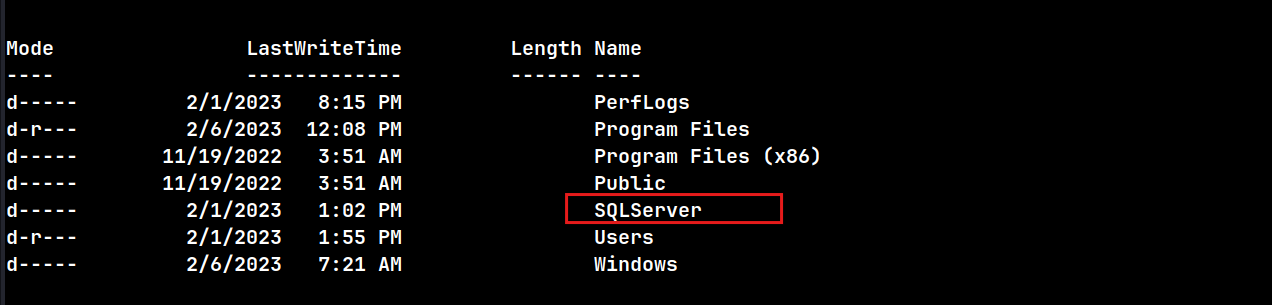 Mode                LastWriteTime         Length Name
----                -------------         ------ ----
d-----         2/1/2023   8:15 PM                PerfLogs
d-r---         2/6/2023  12:08 PM                Program Files
d-----       11/19/2022   3:51 AM                Program Files (x86)
d-----       11/19/2022   3:51 AM                Public
d-----         2/1/2023   1:02 PM                SQLServer
d-r---         2/1/2023   1:55 PM                Users
d-----         2/6/2023   7:21 AM                Windows